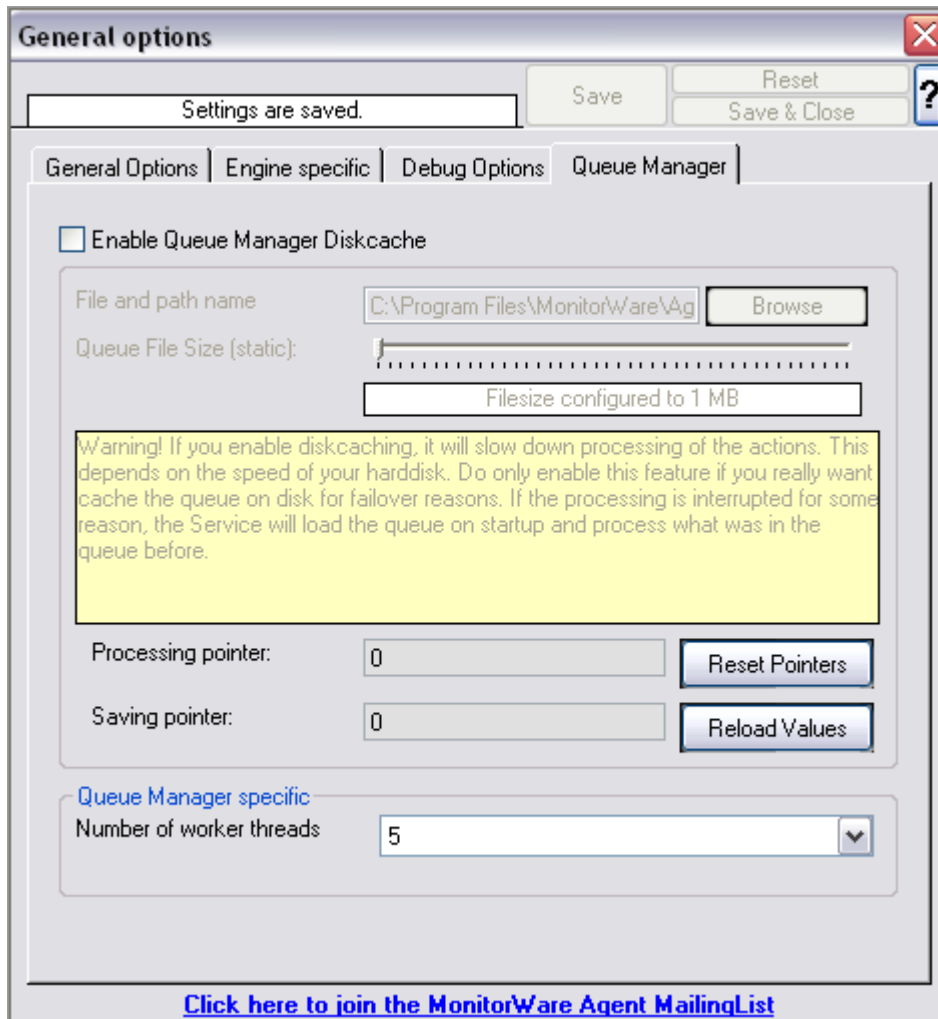 General options
Settings are saved.
Save
Reset
Save & Close
?
General Options
Engine specific
Debug Options
Queue Manager
Enable Queue Manager Diskcache
File and path name
C:\Program Files\MonitorWare\Ag
Browse
Queue File Size (static):
Filesize configured to 1 MB
Warning! If you enable diskcaching, it will slow down processing of the actions. This
depends on the speed of your harddisk. Do only enable this feature if you really want
cache the queue on disk for failover reasons. If the processing is interrupted for some
reason, the Service will load the queue on startup and process what was in the
queue before.
Processing pointer:
0
Reset Pointers
Saving pointer:
0
Reload Values
Queue Manager specific
Number of worker threads
5
Click here to join the MonitorWare Agent MailingList